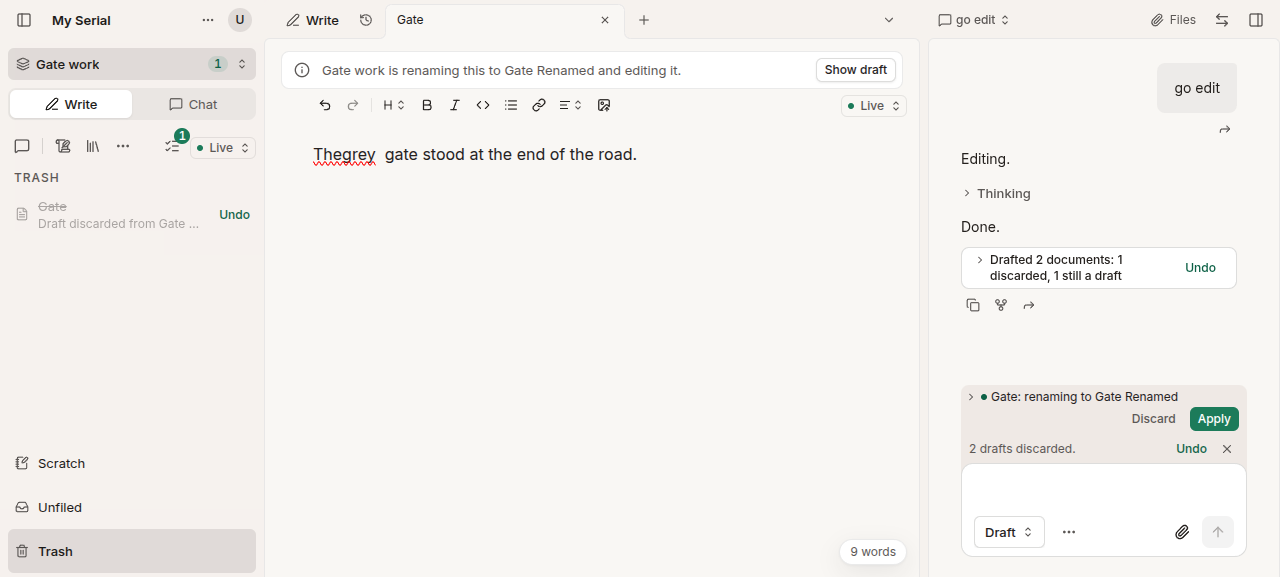 My Serial
U
Write
Gate
go edit
Files
Gate work
1
Gate work is renaming this to Gate Renamed and editing it.
Show draft
Write
Chat
H
B
I
Live
1
Live
TRASH
Gate
Draft discarded from Gate ...
Undo
Thegrey  gate stood at the end of the road.
go edit
Editing.
Thinking
Done.
Drafted 2 documents: 1
discarded, 1 still a draft
Undo
Gate: renaming to Gate Renamed
Discard
Apply
2 drafts discarded.
Undo
Draft
Scratch
Unfiled
Trash
9 words